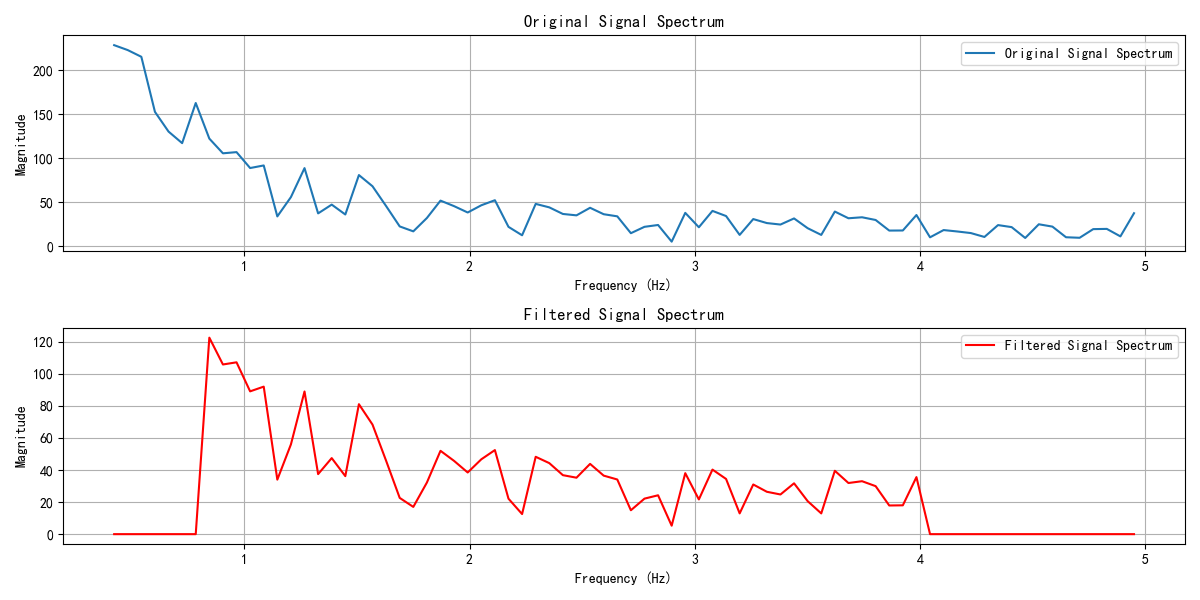 Original Signal Spectrum
Original Signal Spectrum
Magnitude
200
150
100
50
0
1 2 3 4 5
Frequency (Hz)
Filtered Signal Spectrum
Filtered Signal Spectrum
Magnitude
120
100
80
60
40
20
0
1 2 3 4 5
Frequency (Hz)